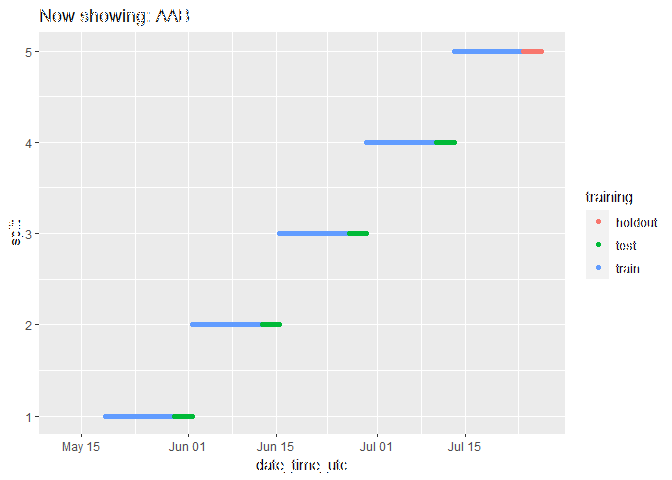 Now showing: AAB
5
4
3
2
1
split
May 15
Jun 01
Jun 15
Jul 01
Jul 15
date_time_utc
training
holdout
test
train